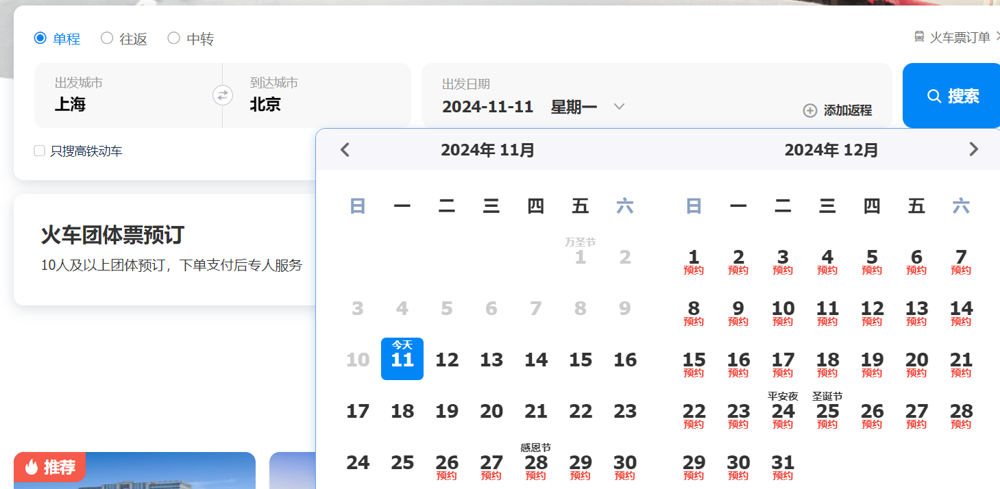 单程 往返 中转 火车票订单
出发城市 到达城市 出发日期
上海 北京 2024-11-11 星期一 添加返程 搜索
只搜高铁动车
火车团体票预订
10人及以上团体预订，下单支付后专人服务
推荐
2024年 11月 2024年 12月
日 一 二 三 四 五 六 日 一 二 三 四 五 六
万圣节
1 2 1 2 3 4 5 6 7
预约 预约 预约 预约 预约 预约 预约
3 4 5 6 7 8 9 8 9 10 11 12 13 14
预约 预约 预约 预约 预约 预约 预约
今天
10 11 12 13 14 15 16 15 16 17 18 19 20 21
预约 预约 预约 预约 预约 预约 预约
平安夜 圣诞节
17 18 19 20 21 22 23 22 23 24 25 26 27 28
预约 预约 预约 预约 预约 预约 预约
感恩节
24 25 26 27 28 29 30 29 30 31
预约 预约 预约 预约 预约 预约 预约 预约